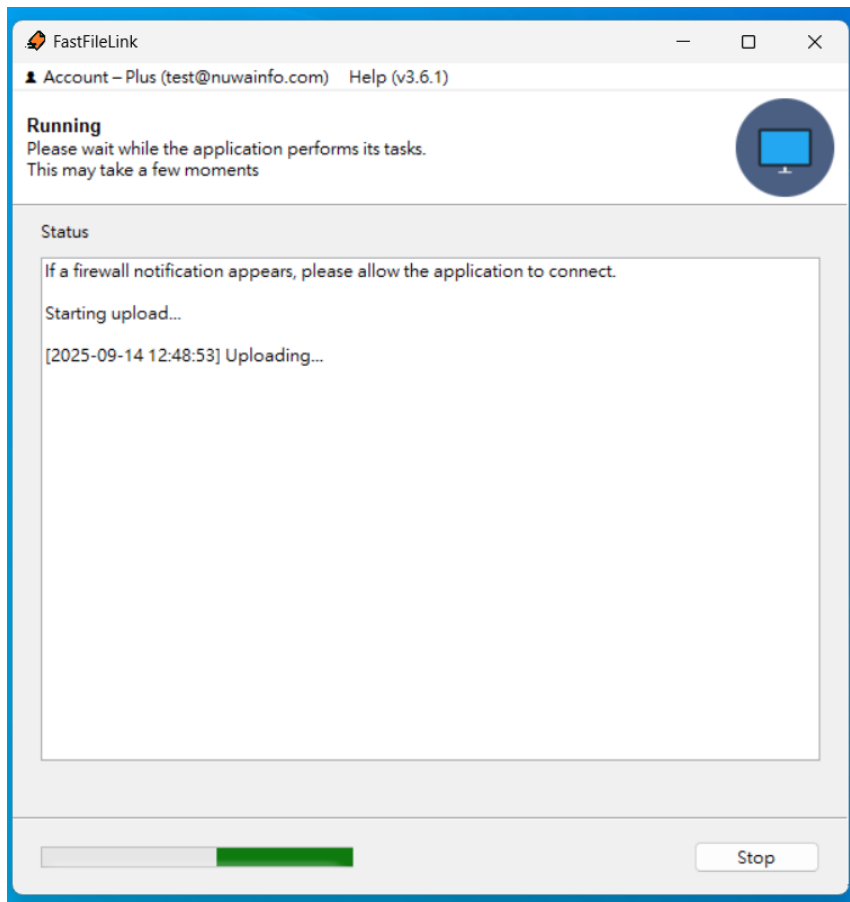 FastFileLink
Account – Plus (test@nuwainfo.com) Help (v3.6.1)
Running
Please wait while the application performs its tasks.
This may take a few moments
Status
If a firewall notification appears, please allow the application to connect.
Starting upload...
[2025-09-14 12:48:53] Uploading...
Stop